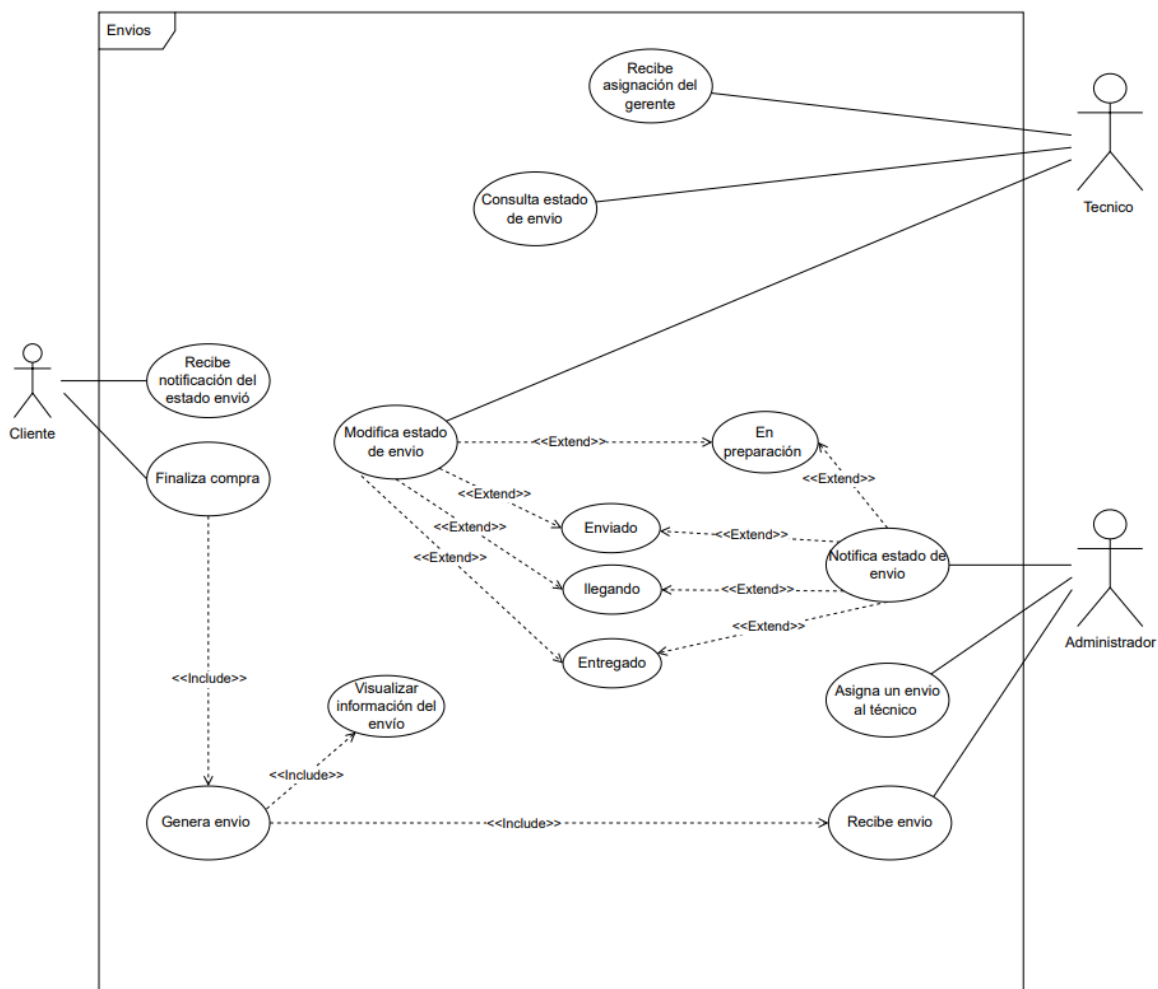 Envios
Recibe
asignación del
gerente
Tecnico
Consulta estado
de envio
Cliente
Recibe
notificación del
estado envió
Finaliza compra
Modifica estado
de envio
<<Extend>>
En
preparación
<<Extend>>
<<Extend>>
<<Extend>>
<<Extend>>
Enviado
<<Extend>>
Notifica estado de
envio
llegando
<<Extend>>
<<Extend>>
Entregado
Administrador
<<Include>>
Visualizar
información del
envío
Asigna un envio
al técnico
<<Include>>
Genera envio
<<Include>>
Recibe envio